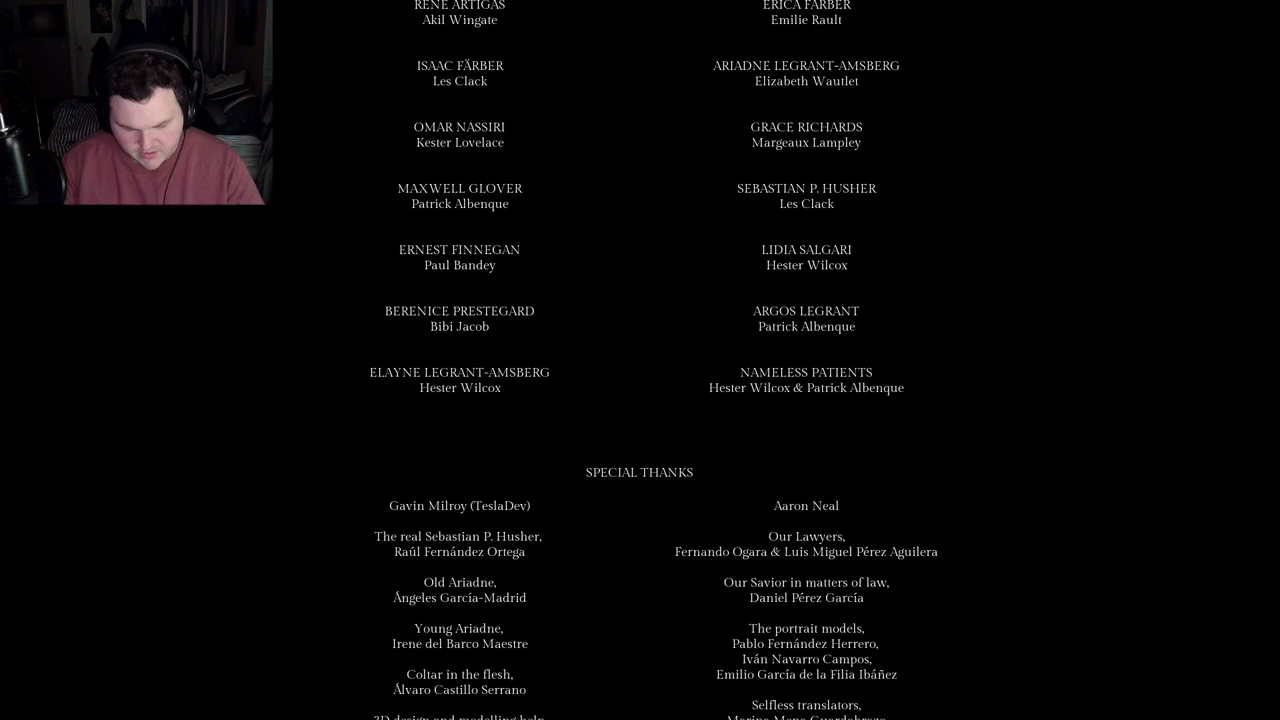 RENÉ ARTIGAS
Akil Wingate
ISAAC FÄRBER
Les Clack
OMAR NASSIRI
Kester Lovelace
MAXWELL GLOVER
Patrick Albenque
ERNEST FINNEGAN
Paul Bandey
BERENICE PRESTEGARD
Bibi Jacob
ELAYNE LEGRANT-AMSBERG
Hester Wilcox
ERICA FÄRBER
Emilie Rault
ARIADNE LEGRANT-AMSBERG
Elizabeth Wautlet
GRACE RICHARDS
Margeaux Lampley
SEBASTIAN P. HUSHER
Les Clack
LIDIA SALGARI
Hester Wilcox
ARGOS LEGRANT
Patrick Albenque
NAMELESS PATIENTS
Hester Wilcox & Patrick Albenque
SPECIAL THANKS
Gavin Milroy (TeslaDev)
The real Sebastian P. Husher,
Raúl Fernández Ortega
Old Ariadne,
Ángeles García-Madrid
Young Ariadne,
Irene del Barco Maestre
Coltar in the flesh,
Álvaro Castillo Serrano
3D design and modelling help
Aaron Neal
Our Lawyers,
Fernando Ogara & Luis Miguel Pérez Aguilera
Our Savior in matters of law,
Daniel Pérez García
The portrait models,
Pablo Fernández Herrero,
Iván Navarro Campos,
Emilio García de la Filia Ibáñez
Selfless translators,